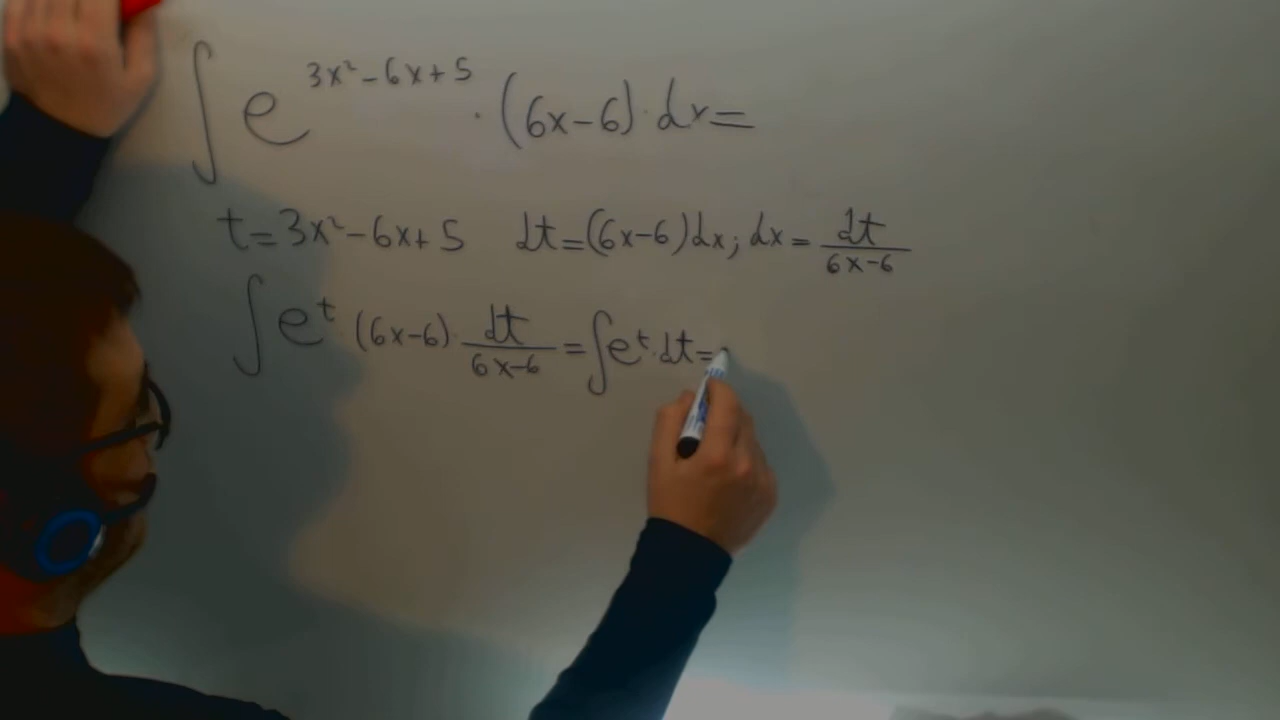 ∫ e^(3x²-6x+5) · (6x-6) · dx =
t = 3x²-6x+5 dt = (6x-6)dx; dx = dt/(6x-6)
∫ e^t (6x-6) · dt/(6x-6) = ∫ e^t · dt =